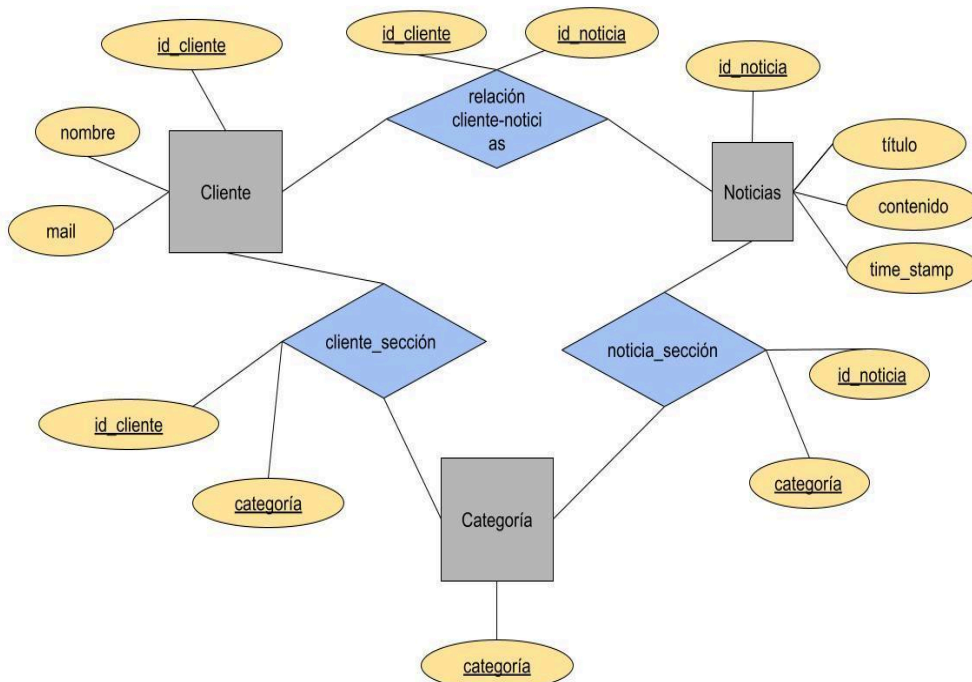 id_cliente
id_cliente
id_noticia
id_noticia
nombre
relación
cliente-notici
as
título
Cliente
Noticias
contenido
mail
time_stamp
cliente_sección
noticia_sección
id_noticia
id_cliente
categoría
categoría
Categoría
categoría